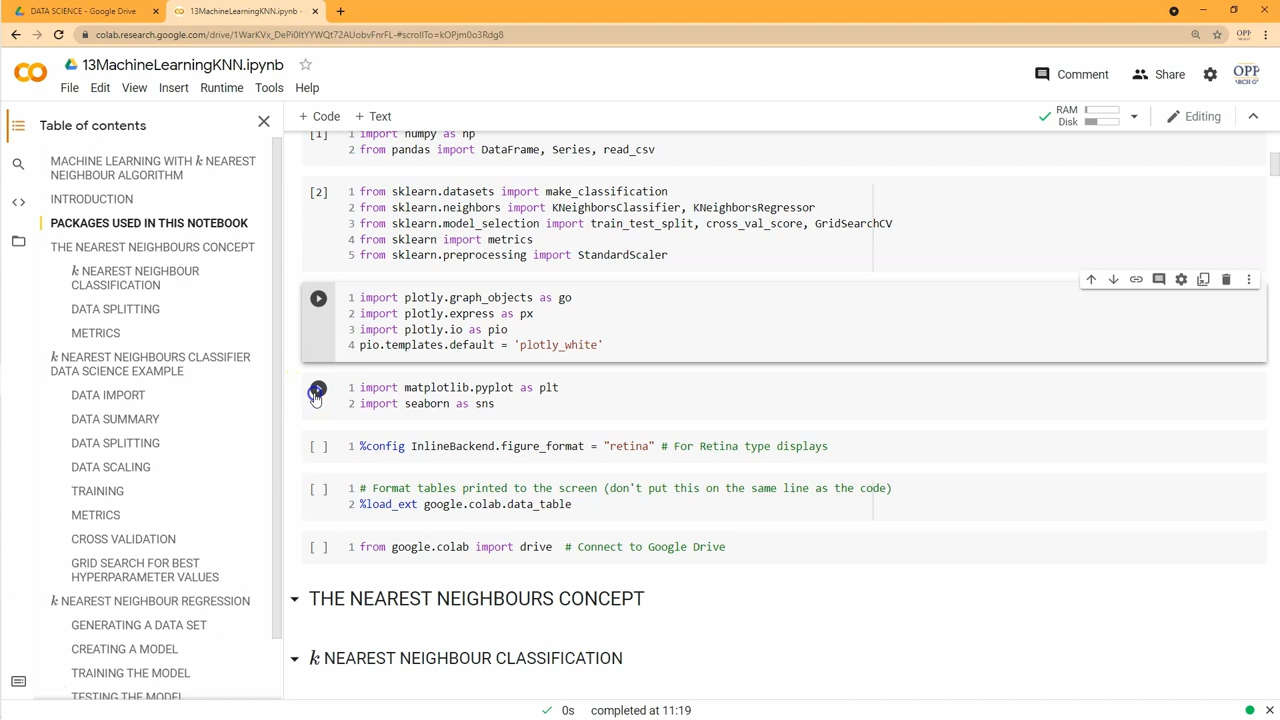 DATA SCIENCE - Google Drive
13MachineLearningKNN.ipynb -
colab.research.google.com/drive/1WarKVx_DePi0ItYYWQt72AUobvFnrFL-#scrollTo=kOPjm0o3Rdg8
OPP
13MachineLearningKNN.ipynb
File Edit View Insert Runtime Tools Help
Comment Share OPP
+ Code + Text
RAM
Disk
Editing
Table of contents
MACHINE LEARNING WITH k NEAREST
NEIGHBOUR ALGORITHM
INTRODUCTION
PACKAGES USED IN THIS NOTEBOOK
THE NEAREST NEIGHBOURS CONCEPT
k NEAREST NEIGHBOUR
CLASSIFICATION
DATA SPLITTING
METRICS
k NEAREST NEIGHBOURS CLASSIFIER
DATA SCIENCE EXAMPLE
DATA IMPORT
DATA SUMMARY
DATA SPLITTING
DATA SCALING
TRAINING
METRICS
CROSS VALIDATION
GRID SEARCH FOR BEST
HYPERPARAMETER VALUES
k NEAREST NEIGHBOUR REGRESSION
GENERATING A DATA SET
CREATING A MODEL
TRAINING THE MODEL
TESTING THE MODEL
[1] 1 import numpy as np
2 from pandas import DataFrame, Series, read_csv
[2] 1 from sklearn.datasets import make_classification
2 from sklearn.neighbors import KNeighborsClassifier, KNeighborsRegressor
3 from sklearn.model_selection import train_test_split, cross_val_score, GridSearchCV
4 from sklearn import metrics
5 from sklearn.preprocessing import StandardScaler
1 import plotly.graph_objects as go
2 import plotly.express as px
3 import plotly.io as pio
4 pio.templates.default = 'plotly_white'
1 import matplotlib.pyplot as plt
2 import seaborn as sns
[ ] 1 %config InlineBackend.figure_format = "retina" # For Retina type displays
[ ] 1 # Format tables printed to the screen (don't put this on the same line as the code)
2 %load_ext google.colab.data_table
[ ] 1 from google.colab import drive # Connect to Google Drive
THE NEAREST NEIGHBOURS CONCEPT
k NEAREST NEIGHBOUR CLASSIFICATION
0s completed at 11:19